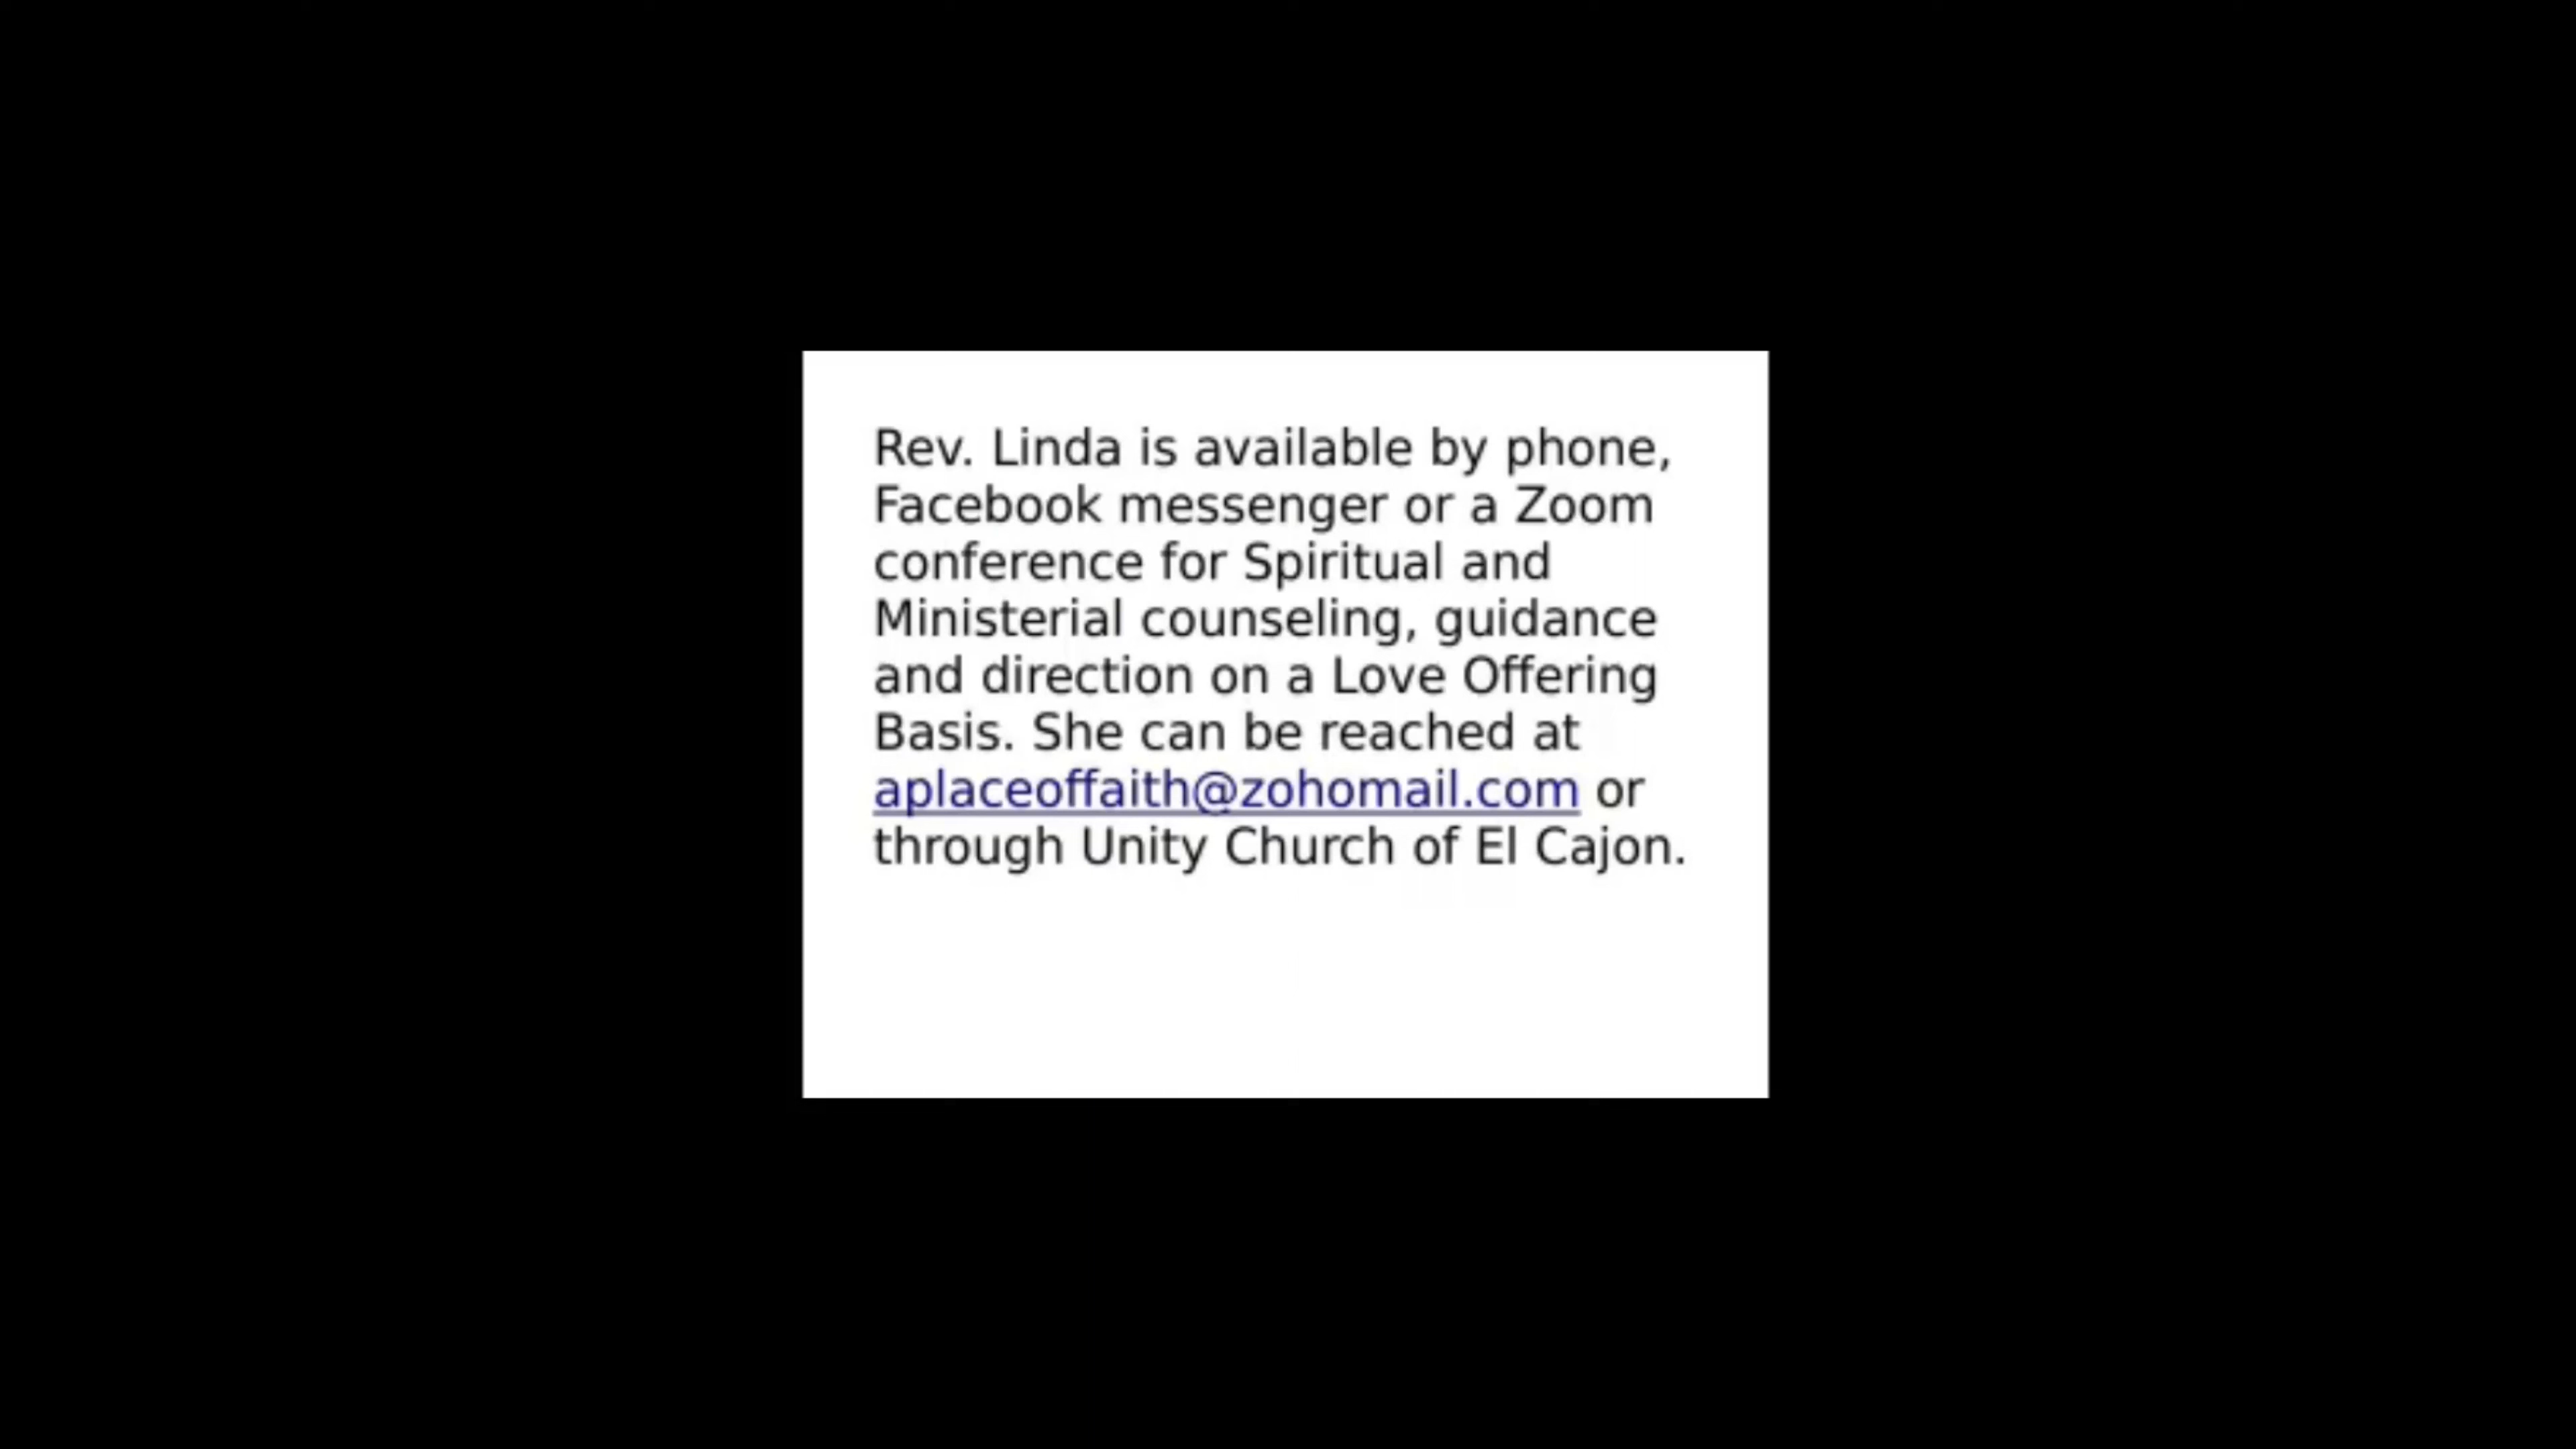 Rev. Linda is available by phone,
Facebook messenger or a Zoom
conference for Spiritual and
Ministerial counseling, guidance
and direction on a Love Offering
Basis. She can be reached at
aplaceoffaith@zohomail.com or
through Unity Church of El Cajon.